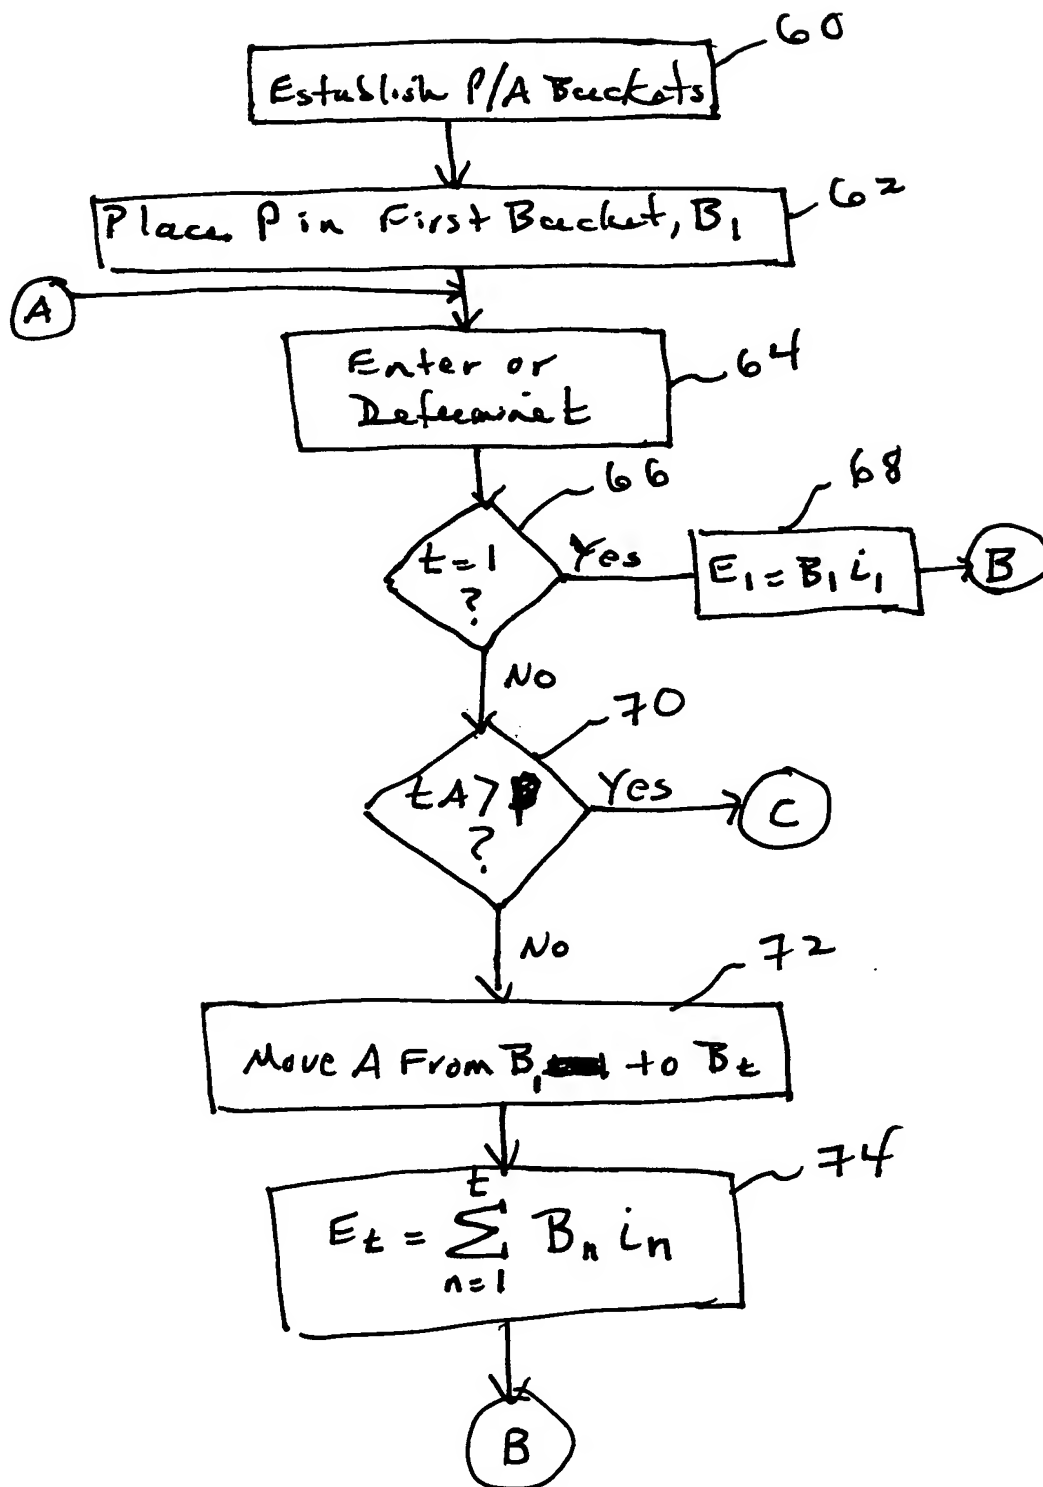 60
Establish P/A Buckets
62
Place P in First Bucket, B₁
A
64
Enter or
Determine t
66
68
t=1
?
Yes
E₁ = B₁ i₁
B
No
70
tA > P
?
Yes
C
No
72
Move A From B₁ to Bₜ
74
Eₜ = Σ Bₙ iₙ
t
n=1
B